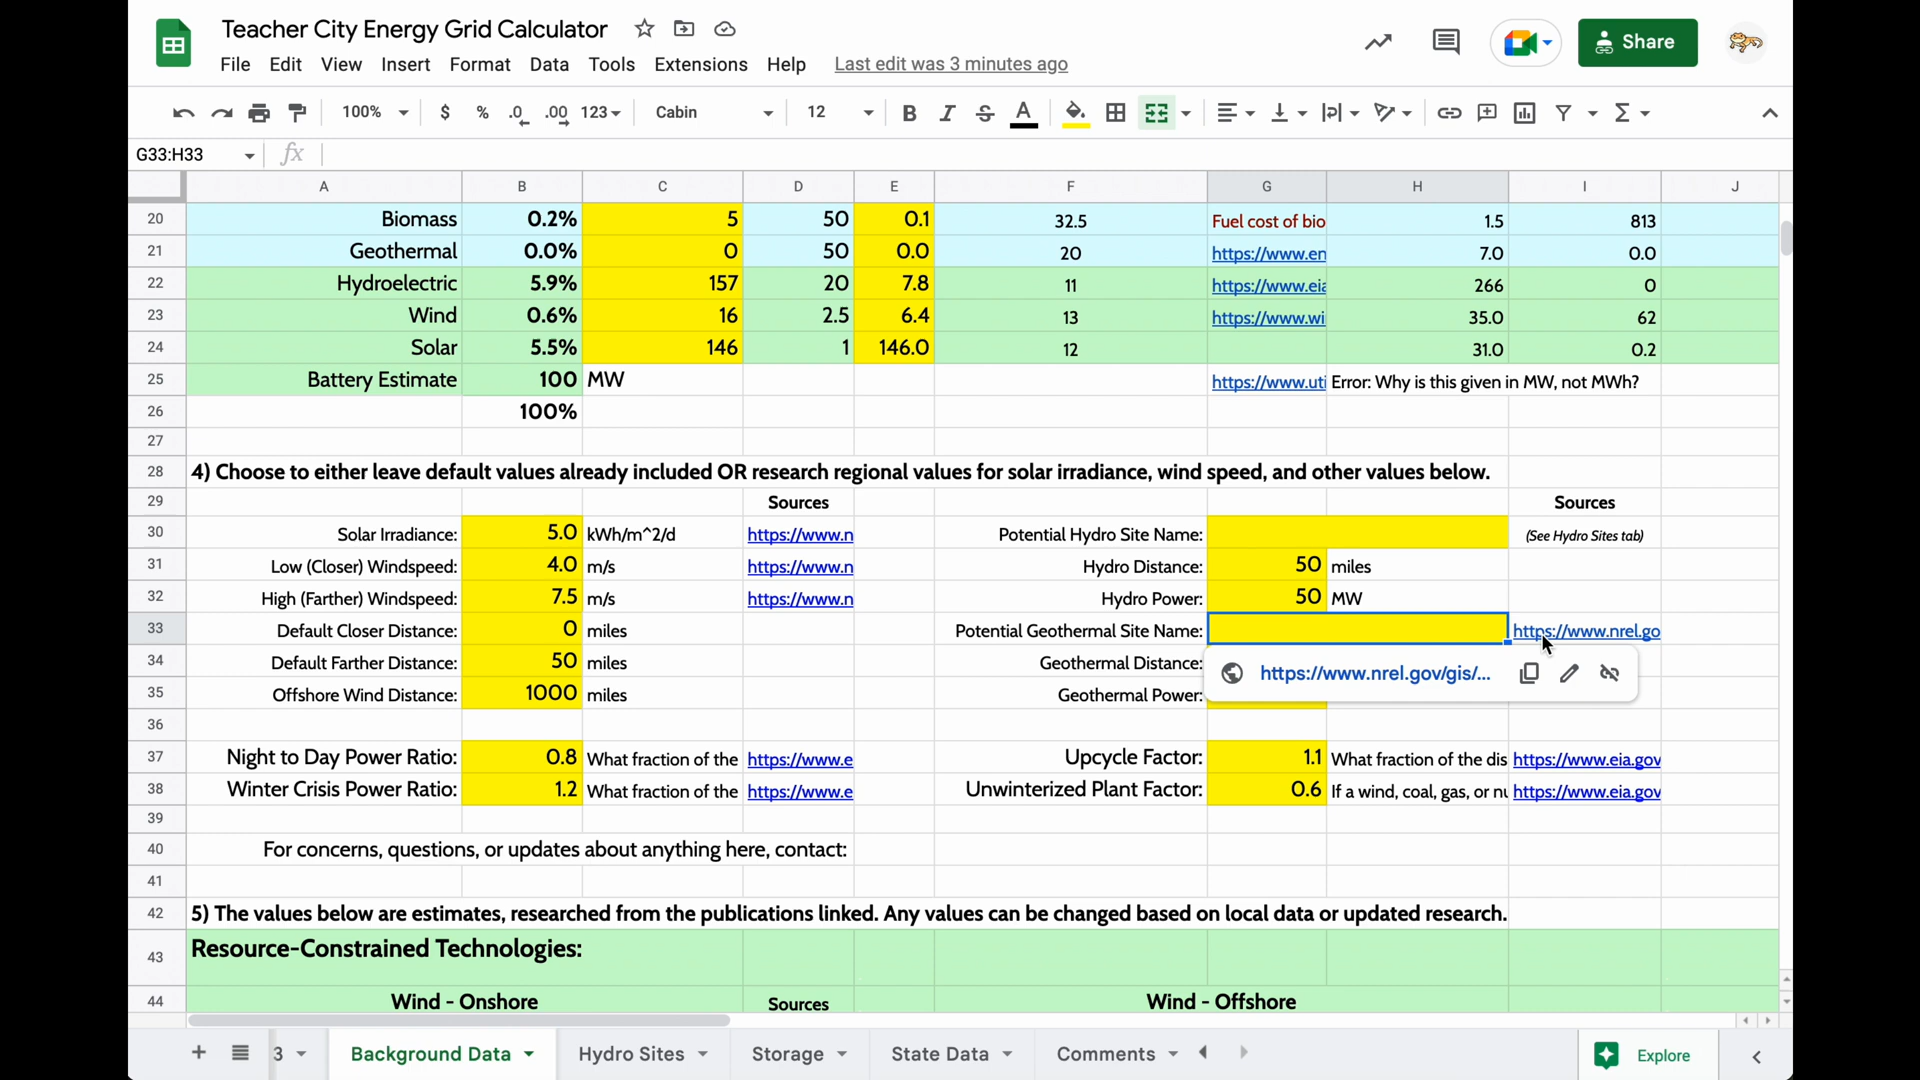 Teacher City Energy Grid Calculator
Share
File Edit View Insert Format Data Tools Extensions Help Last edit was 3 minutes ago
100% $ % .0 .00 123 Cabin 12 B I S A
G33:H33 fx
A B C D E F G H I J
20 Biomass 0.2% 5 50 0.1 32.5 Fuel cost of bio 1.5 813
21 Geothermal 0.0% 0 50 0.0 20 https://www.en 7.0 0.0
22 Hydroelectric 5.9% 157 20 7.8 11 https://www.eia 266 0
23 Wind 0.6% 16 2.5 6.4 13 https://www.wi 35.0 62
24 Solar 5.5% 146 1 146.0 12 31.0 0.2
25 Battery Estimate 100 MW https://www.uti Error: Why is this given in MW, not MWh?
26 100%
27
28 4) Choose to either leave default values already included OR research regional values for solar irradiance, wind speed, and other values below.
29 Sources Sources
30 Solar Irradiance: 5.0 kWh/m^2/d https://www.n Potential Hydro Site Name: (See Hydro Sites tab)
31 Low (Closer) Windspeed: 4.0 m/s https://www.n Hydro Distance: 50 miles
32 High (Farther) Windspeed: 7.5 m/s https://www.n Hydro Power: 50 MW
33 Default Closer Distance: 0 miles Potential Geothermal Site Name: https://www.nrel.go
34 Default Farther Distance: 50 miles Geothermal Distance: https://www.nrel.gov/gis/...
35 Offshore Wind Distance: 1000 miles Geothermal Power:
36
37 Night to Day Power Ratio: 0.8 What fraction of the https://www.e Upcycle Factor: 1.1 What fraction of the dis https://www.eia.gov
38 Winter Crisis Power Ratio: 1.2 What fraction of the https://www.e Unwinterized Plant Factor: 0.6 If a wind, coal, gas, or nu https://www.eia.gov
39
40 For concerns, questions, or updates about anything here, contact:
41
42 5) The values below are estimates, researched from the publications linked. Any values can be changed based on local data or updated research.
43 Resource-Constrained Technologies:
44 Wind - Onshore Sources Wind - Offshore
3 Background Data Hydro Sites Storage State Data Comments Explore